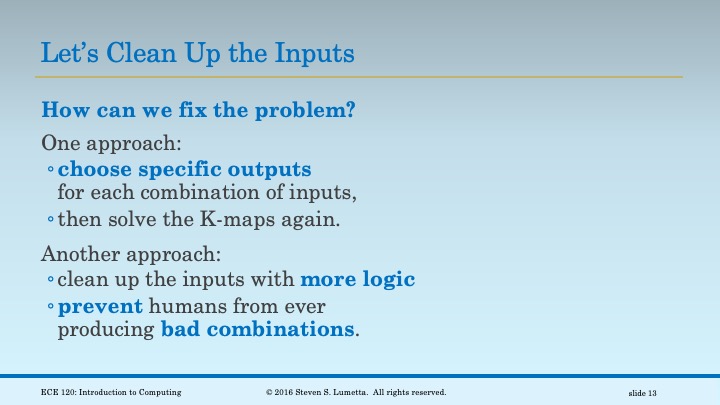 Let's Clean Up the Inputs
How can we fix the problem?
One approach:
◦choose specific outputs
for each combination of inputs,
◦then solve the K-maps again.
Another approach:
◦clean up the inputs with more logic
◦prevent humans from ever
producing bad combinations.
ECE 120: Introduction to Computing
© 2016 Steven S. Lumetta. All rights reserved.
slide 13